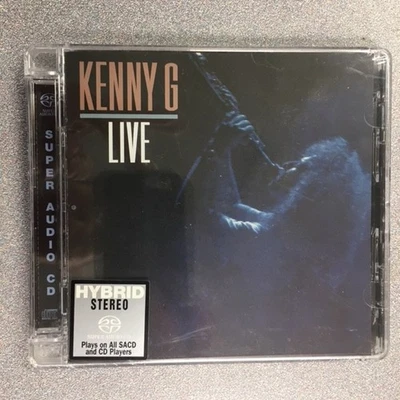 KENNY G
LIVE
SUPER AUDIO CD
HYBRID
STEREO
Plays on All SACD
and CD Players